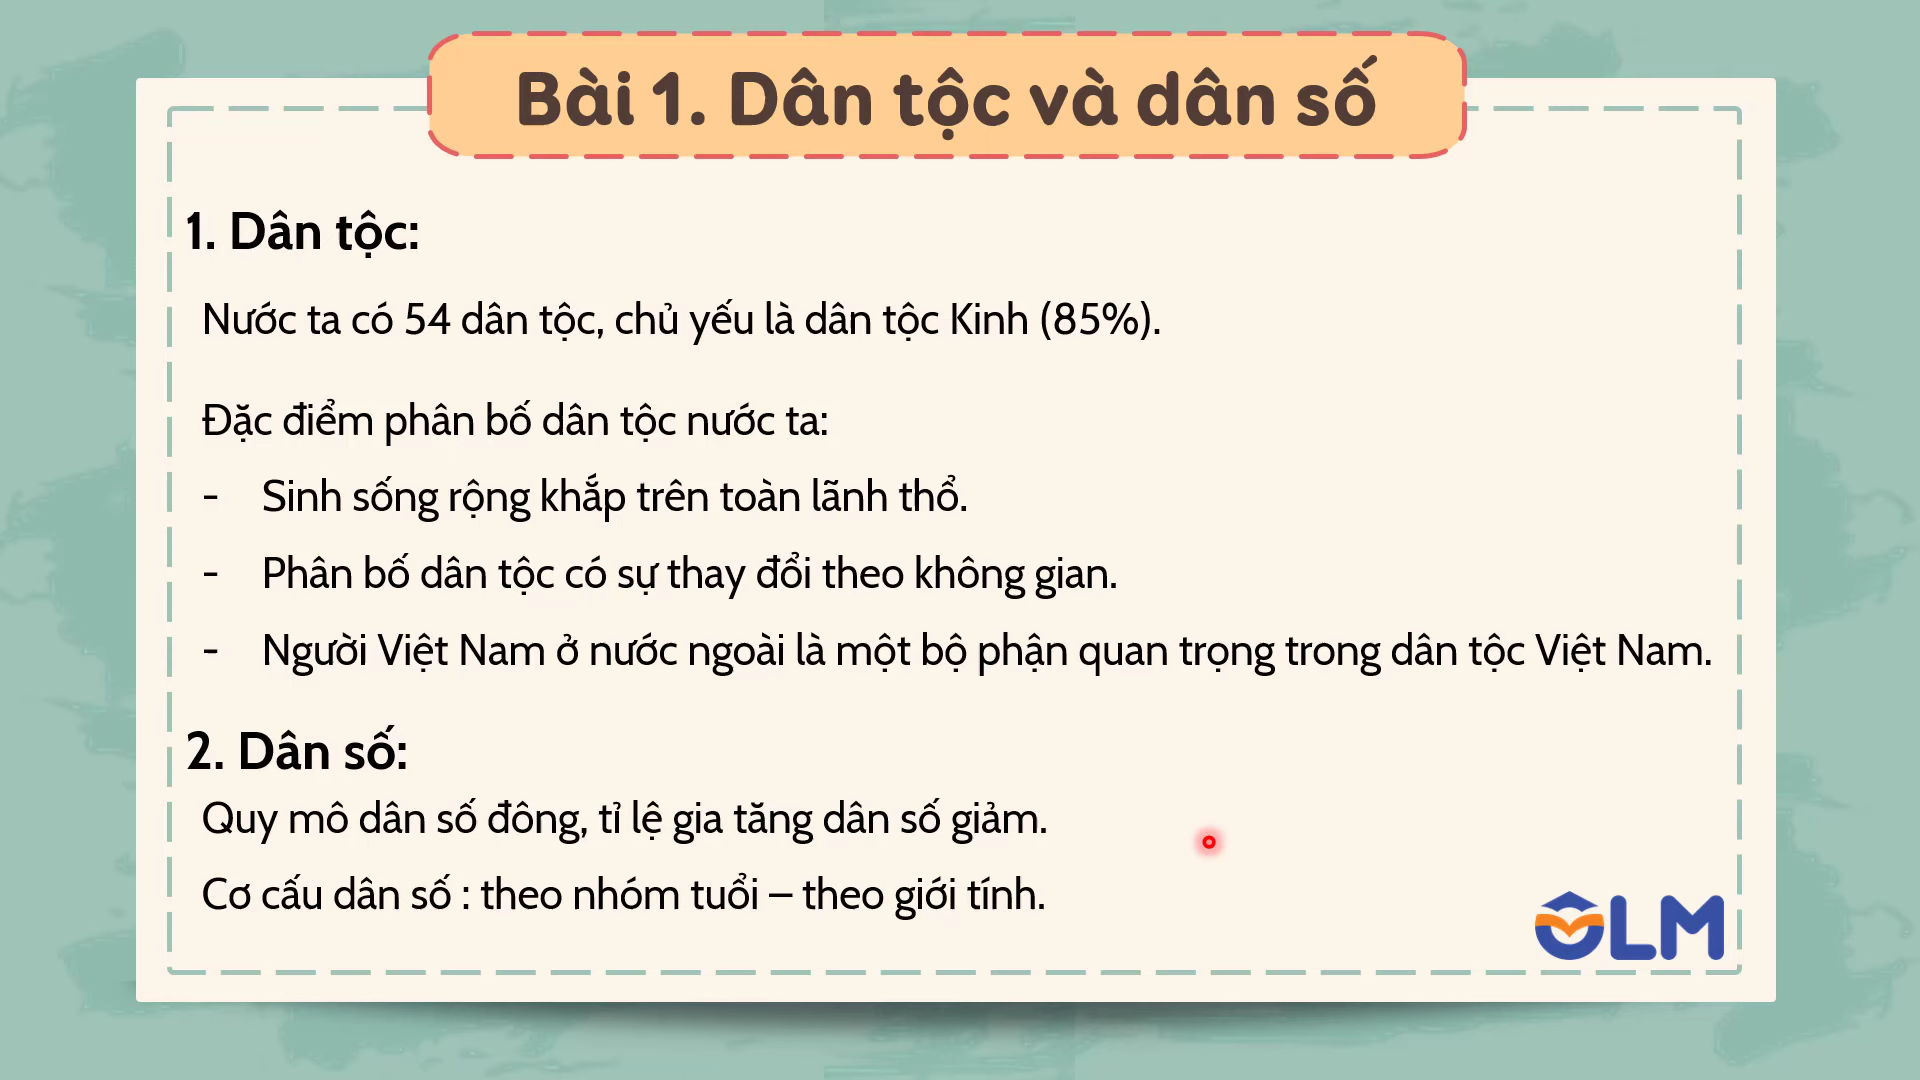 Bài 1. Dân tộc và dân số
1. Dân tộc:
Nước ta có 54 dân tộc, chủ yếu là dân tộc Kinh (85%).
Đặc điểm phân bố dân tộc nước ta:
- Sinh sống rộng khắp trên toàn lãnh thổ.
- Phân bố dân tộc có sự thay đổi theo không gian.
- Người Việt Nam ở nước ngoài là một bộ phận quan trọng trong dân tộc Việt Nam.
2. Dân số:
Quy mô dân số đông, tỉ lệ gia tăng dân số giảm.
Cơ cấu dân số : theo nhóm tuổi – theo giới tính.
OLM